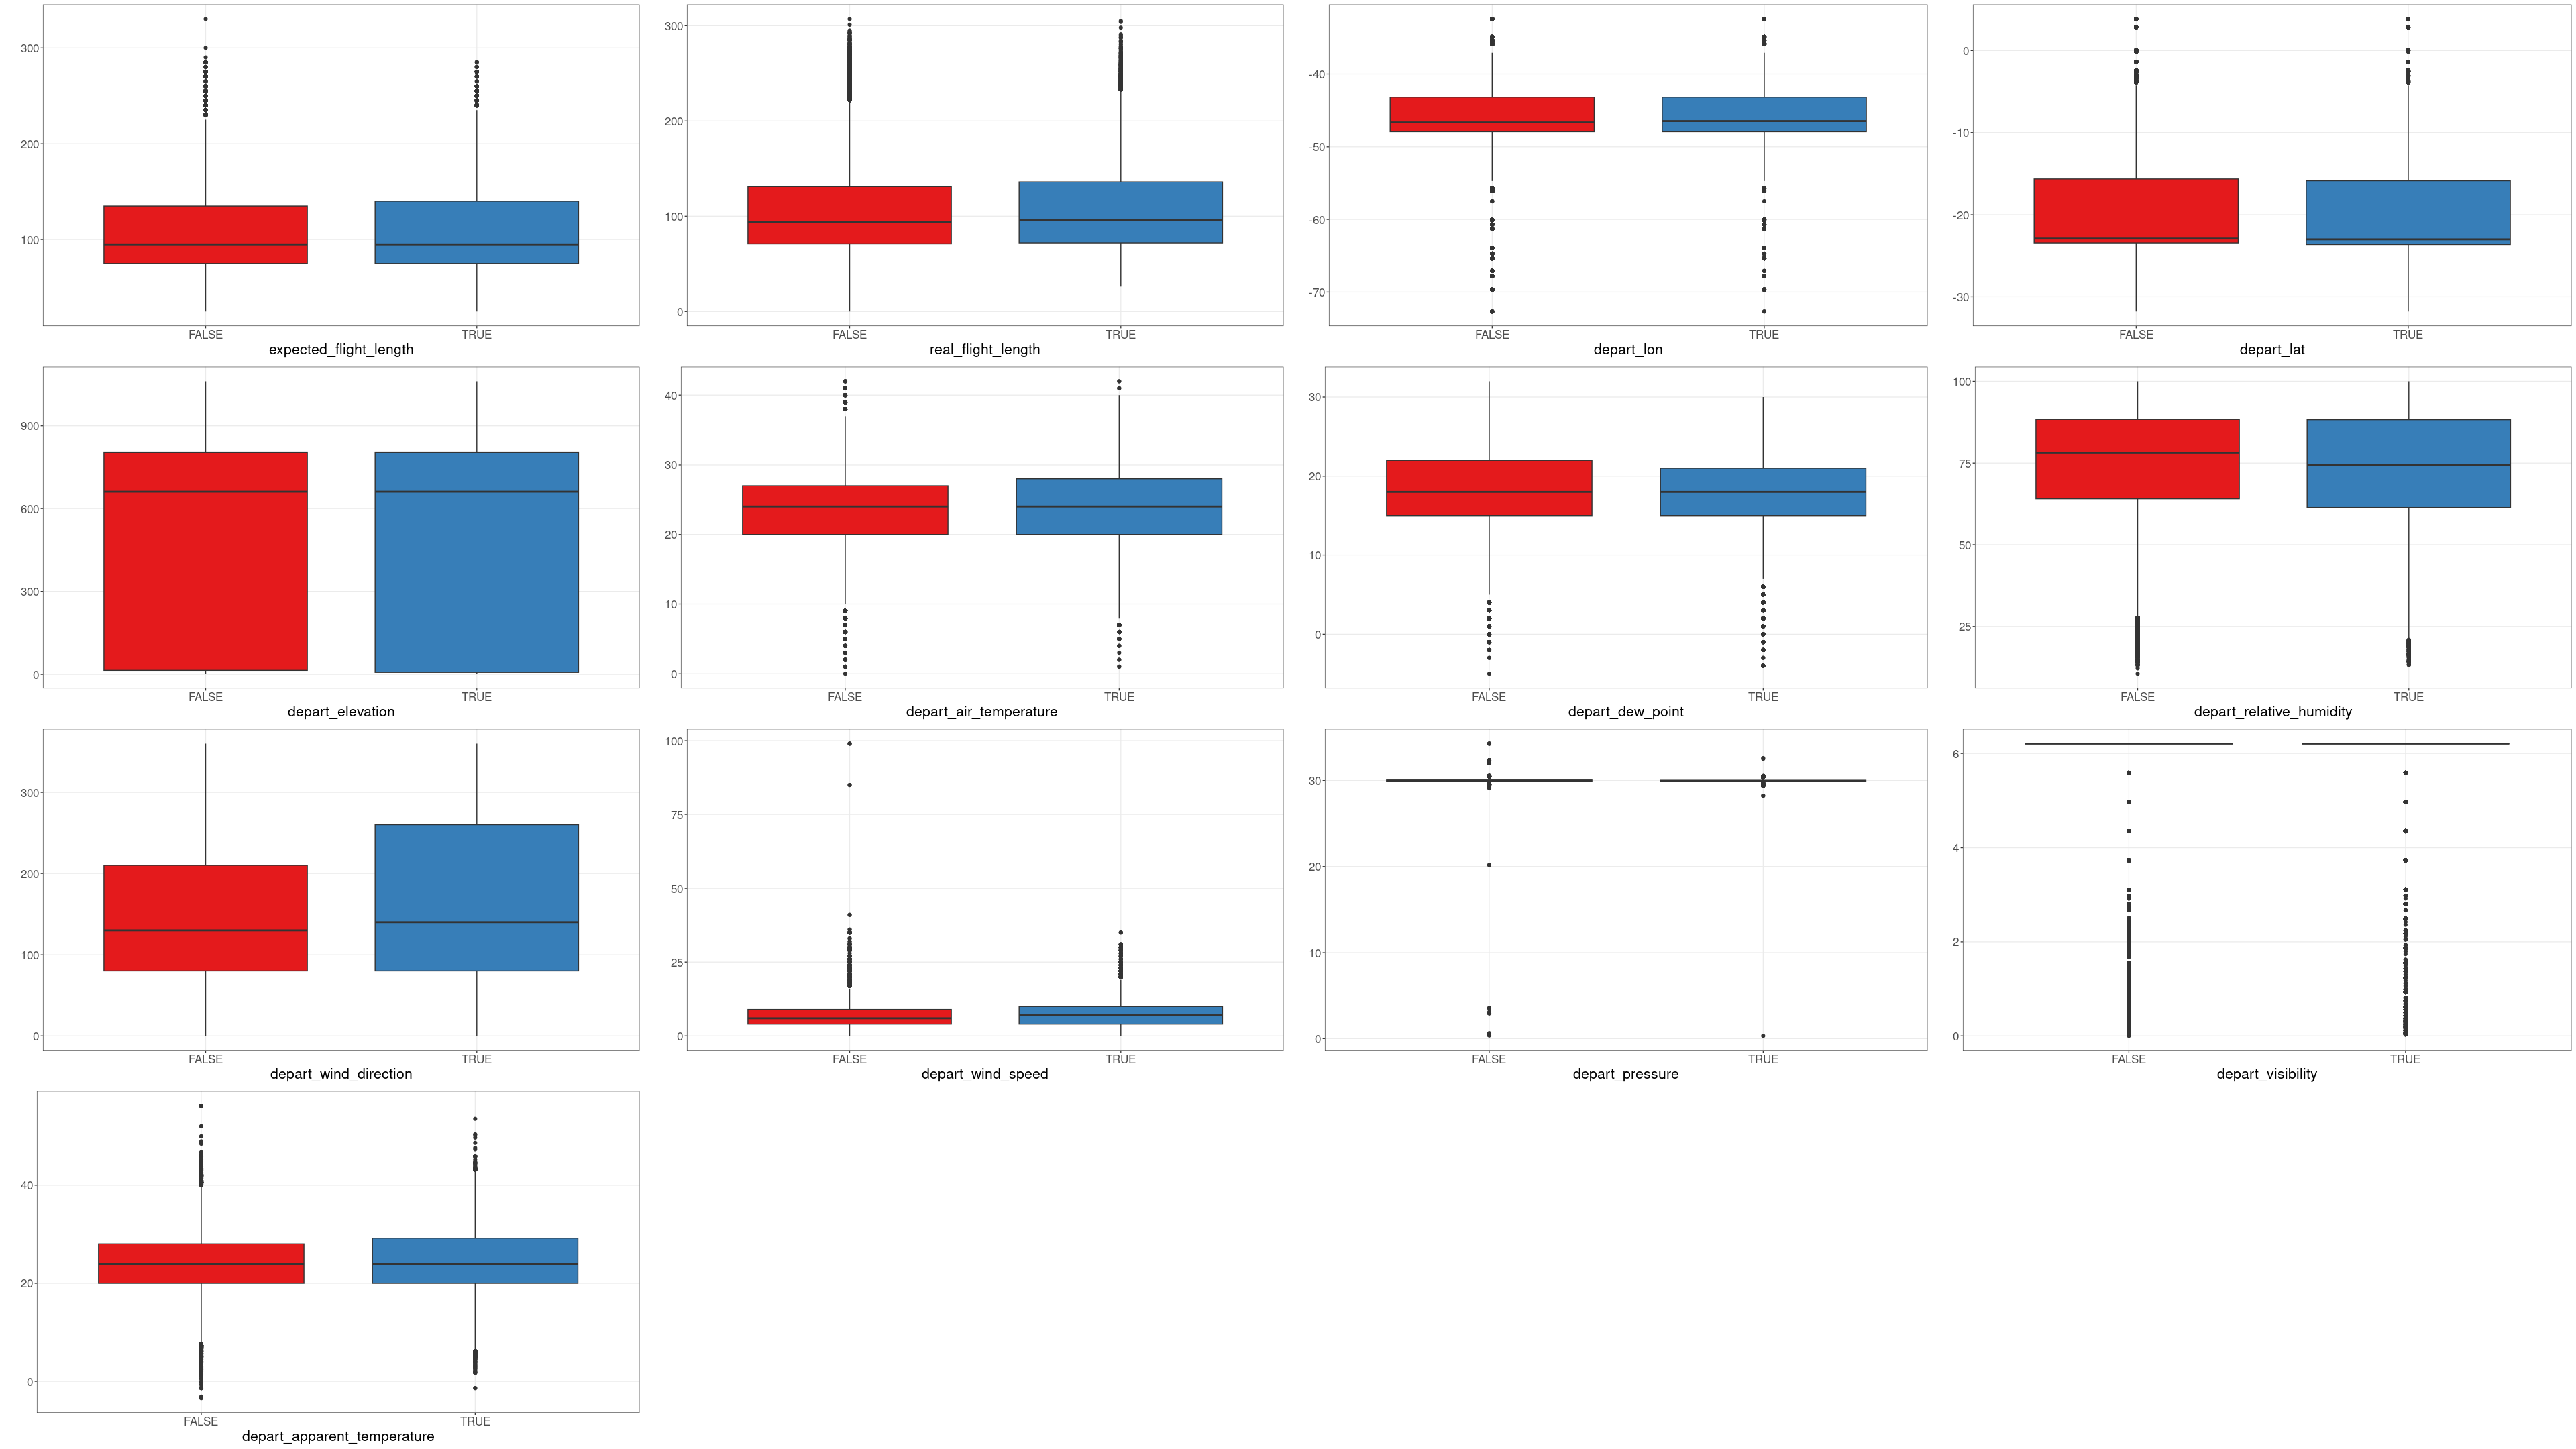 300
200
100
FALSE TRUE
expected_flight_length
300
200
100
0
FALSE TRUE
real_flight_length
-40
-50
-60
-70
FALSE TRUE
depart_lon
0
-10
-20
-30
FALSE TRUE
depart_lat
900
600
300
0
FALSE TRUE
depart_elevation
40
30
20
10
0
FALSE TRUE
depart_air_temperature
30
20
10
0
FALSE TRUE
depart_dew_point
100
75
50
25
FALSE TRUE
depart_relative_humidity
300
200
100
0
FALSE TRUE
depart_wind_direction
100
75
50
25
0
FALSE TRUE
depart_wind_speed
30
20
10
0
FALSE TRUE
depart_pressure
6
4
2
0
FALSE TRUE
depart_visibility
40
20
0
FALSE TRUE
depart_apparent_temperature